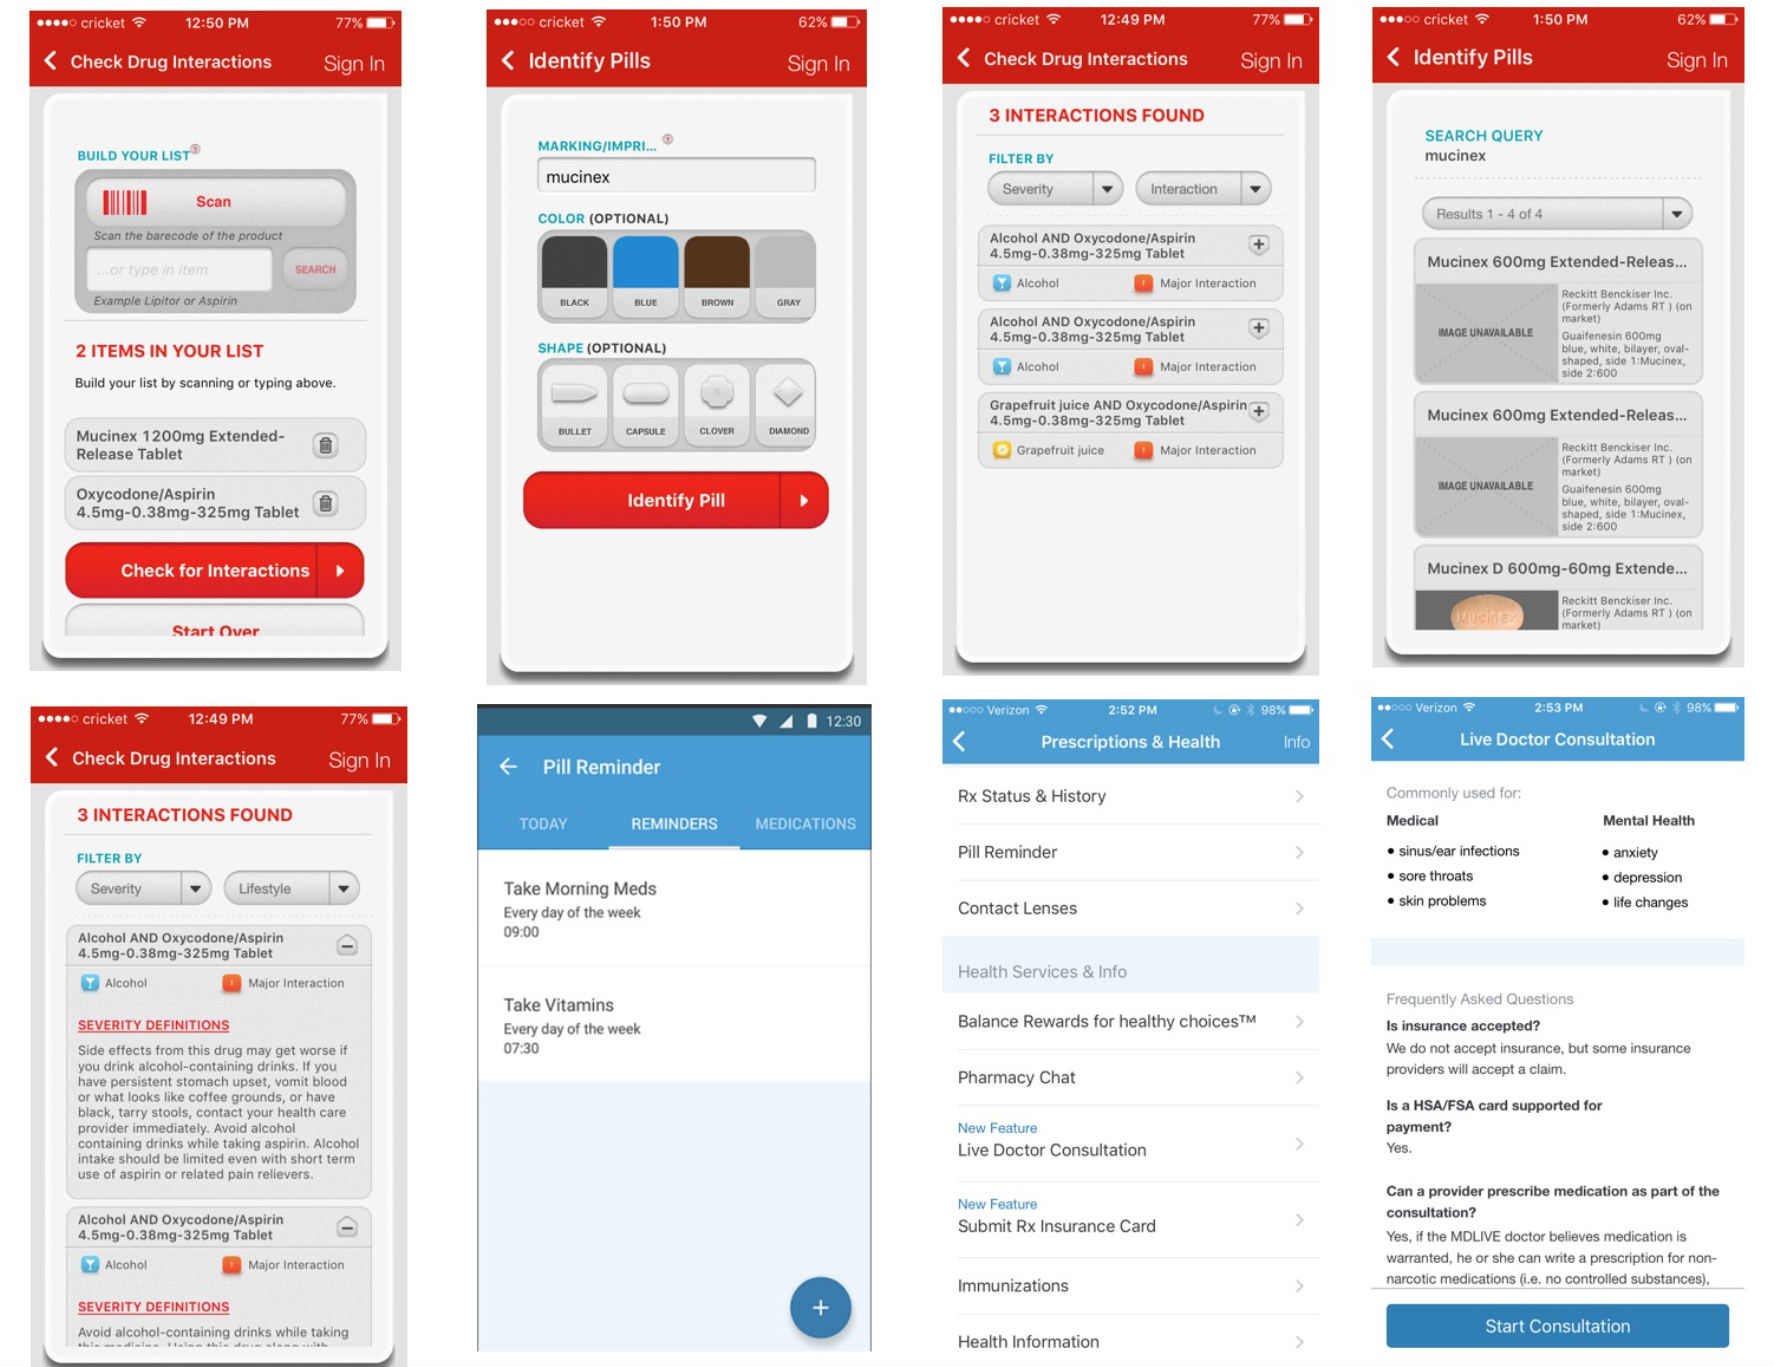 cricket 12:50 PM 77%
Check Drug Interactions Sign In
BUILD YOUR LIST ?
Scan
Scan the barecode of the product
...or type in item SEARCH
Example Lipitor or Aspirin
2 ITEMS IN YOUR LIST
Build your list by scanning or typing above.
Mucinex 1200mg Extended-
Release Tablet
Oxycodone/Aspirin
4.5mg-0.38mg-325mg Tablet
Check for Interactions
Start Over
cricket 1:50 PM 62%
Identify Pills Sign In
MARKING/IMPRI... ?
mucinex
COLOR (OPTIONAL)
BLACK BLUE BROWN GRAY
SHAPE (OPTIONAL)
BULLET CAPSULE CLOVER DIAMOND
Identify Pill
cricket 12:49 PM 77%
Check Drug Interactions Sign In
3 INTERACTIONS FOUND
FILTER BY
Severity Interaction
Alcohol AND Oxycodone/Aspirin
4.5mg-0.38mg-325mg Tablet
Alcohol ! Major Interaction
Alcohol AND Oxycodone/Aspirin
4.5mg-0.38mg-325mg Tablet
Alcohol ! Major Interaction
Grapefruit juice AND Oxycodone/Aspirin
4.5mg-0.38mg-325mg Tablet
Grapefruit juice ! Major Interaction
cricket 1:50 PM 62%
Identify Pills Sign In
SEARCH QUERY
mucinex
Results 1 - 4 of 4
Mucinex 600mg Extended-Releas...
IMAGE UNAVAILABLE
Reckitt Benckiser Inc.
(Formerly Adams RT ) (on
market)
Guaifenesin 600mg
blue, white, bilayer, oval-
shaped, side 1:Mucinex,
side 2:600
Mucinex 600mg Extended-Releas...
IMAGE UNAVAILABLE
Reckitt Benckiser Inc.
(Formerly Adams RT ) (on
market)
Guaifenesin 600mg
blue, white, bilayer, oval-
shaped, side 1:Mucinex,
side 2:600
Mucinex D 600mg-60mg Extende...
Mucinex
Reckitt Benckiser Inc.
(Formerly Adams RT ) (on
market)
cricket 12:49 PM 77%
Check Drug Interactions Sign In
3 INTERACTIONS FOUND
FILTER BY
Severity Lifestyle
Alcohol AND Oxycodone/Aspirin
4.5mg-0.38mg-325mg Tablet
Alcohol ! Major Interaction
SEVERITY DEFINITIONS
Side effects from this drug may get worse if
you drink alcohol-containing drinks. If you
have persistent stomach upset, vomit blood
or what looks like coffee grounds, or have
black, tarry stools, contact your health care
provider immediately. Avoid alcohol
containing drinks while taking aspirin. Alcohol
intake should be limited even with short term
use of aspirin or related pain relievers.
Alcohol AND Oxycodone/Aspirin
4.5mg-0.38mg-325mg Tablet
Alcohol ! Major Interaction
SEVERITY DEFINITIONS
Avoid alcohol-containing drinks while taking
this medicine. Using this drug along with
12:30
Pill Reminder
TODAY REMINDERS MEDICATIONS
Take Morning Meds
Every day of the week
09:00
Take Vitamins
Every day of the week
07:30
+
Verizon 2:52 PM 98%
Prescriptions & Health Info
Rx Status & History
Pill Reminder
Contact Lenses
Health Services & Info
Balance Rewards for healthy choices™
Pharmacy Chat
New Feature
Live Doctor Consultation
New Feature
Submit Rx Insurance Card
Immunizations
Health Information
Verizon 2:53 PM 98%
Live Doctor Consultation
Commonly used for:
Medical
• sinus/ear infections
• sore throats
• skin problems
Mental Health
• anxiety
• depression
• life changes
Frequently Asked Questions
Is insurance accepted?
We do not accept insurance, but some insurance
providers will accept a claim.
Is a HSA/FSA card supported for
payment?
Yes.
Can a provider prescribe medication as part of the
consultation?
Yes, if the MDLIVE doctor believes medication is
warranted, he or she can write a prescription for non-
narcotic medications (i.e. no controlled substances),
Start Consultation